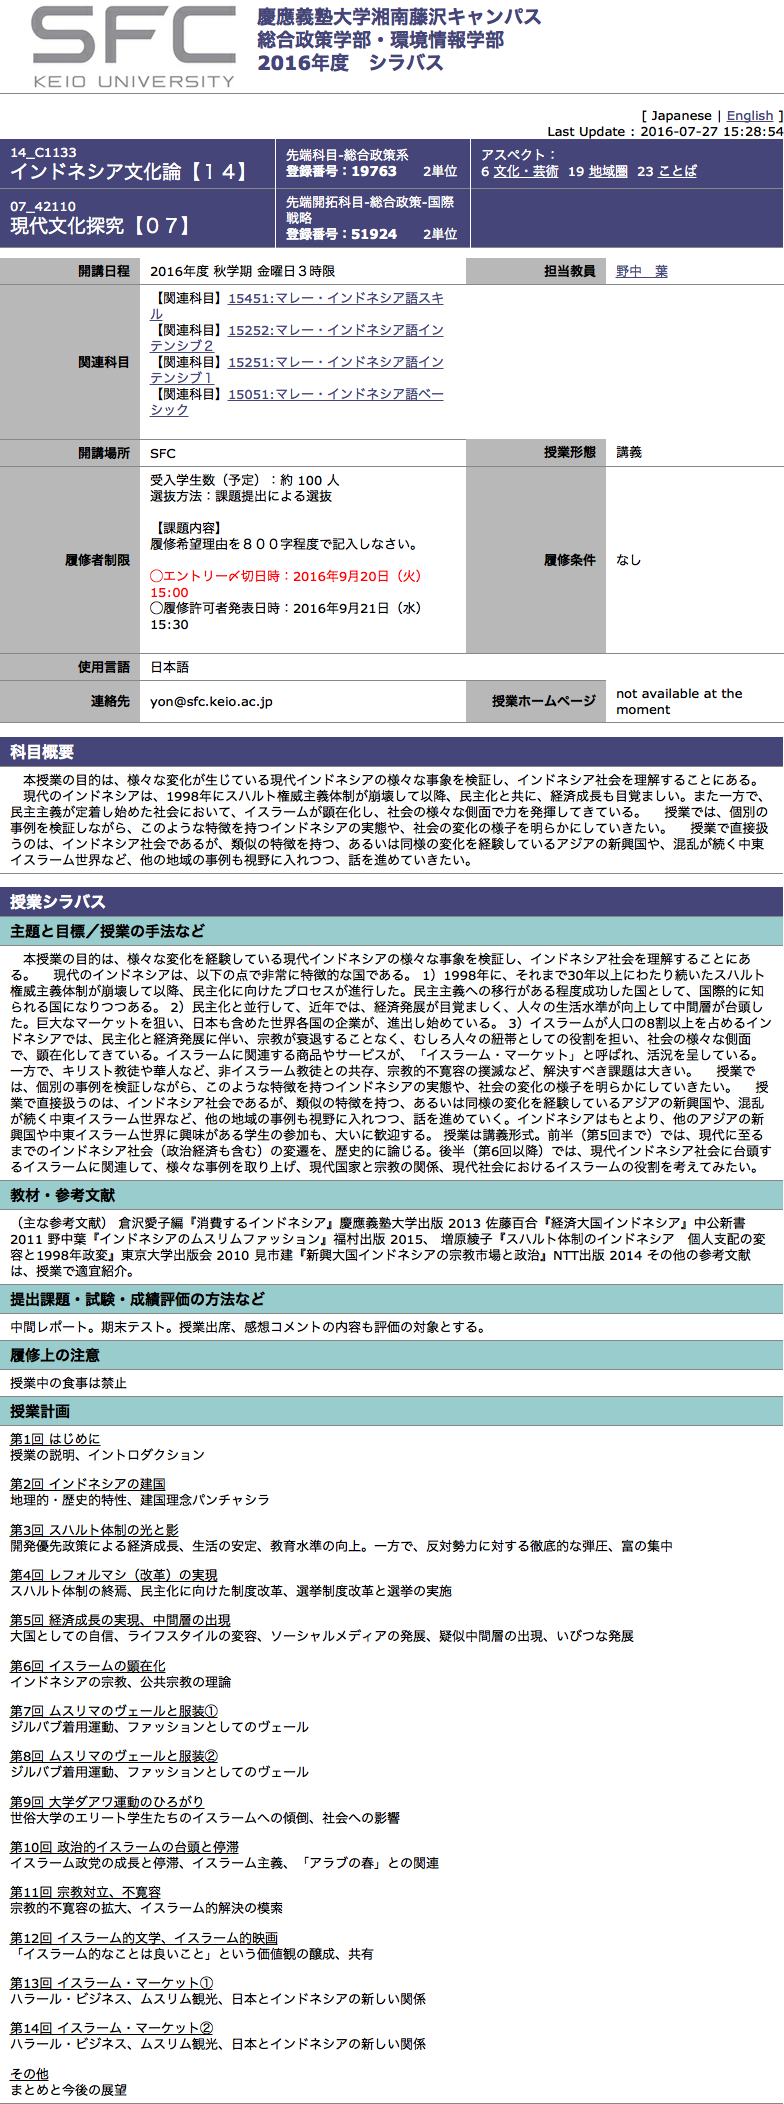 SFC
KEIO UNIVERSITY
慶應義塾大学湘南藤沢キャンパス
総合政策学部・環境情報学部
2016年度　シラバス
[ Japanese | English ]
Last Update : 2016-07-27 15:28:54
14_C1133
インドネシア文化論【１４】
先端科目-総合政策系
登録番号：19763　2単位
アスペクト：
6 文化・芸術 19 地域圏 23 ことば
07_42110
現代文化探究【０７】
先端開拓科目-総合政策-国際
戦略
登録番号：51924　2単位
開講日程
2016年度 秋学期 金曜日３時限
担当教員
野中　葉
関連科目
【関連科目】15451:マレー・インドネシア語スキ
ル
【関連科目】15252:マレー・インドネシア語イン
テンシブ２
【関連科目】15251:マレー・インドネシア語イン
テンシブ１
【関連科目】15051:マレー・インドネシア語ベー
シック
開講場所
SFC
授業形態
講義
履修者制限
受入学生数（予定）：約 100 人
選抜方法：課題提出による選抜
【課題内容】
履修希望理由を８００字程度で記入しなさい。
◯エントリー〆切日時：2016年9月20日（火）
15:00
◯履修許可者発表日時：2016年9月21日（水）
15:30
履修条件
なし
使用言語
日本語
連絡先
yon@sfc.keio.ac.jp
授業ホームページ
not available at the
moment
科目概要
　本授業の目的は、様々な変化が生じている現代インドネシアの様々な事象を検証し、インドネシア社会を理解することにある。
　現代のインドネシアは、1998年にスハルト権威主義体制が崩壊して以降、民主化と共に、経済成長も目覚ましい。また一方で、
民主主義が定着し始めた社会において、イスラームが顕在化し、社会の様々な側面で力を発揮してきている。　授業では、個別の
事例を検証しながら、このような特徴を持つインドネシアの実態や、社会の変化の様子を明らかにしていきたい。　授業で直接扱
うのは、インドネシア社会であるが、類似の特徴を持つ、あるいは同様の変化を経験しているアジアの新興国や、混乱が続く中東
イスラーム世界など、他の地域の事例も視野に入れつつ、話を進めていきたい。
授業シラバス
主題と目標／授業の手法など
　本授業の目的は、様々な変化を経験している現代インドネシアの様々な事象を検証し、インドネシア社会を理解することにあ
る。　現代のインドネシアは、以下の点で非常に特徴的な国である。 1）1998年に、それまで30年以上にわたり続いたスハルト
権威主義体制が崩壊して以降、民主化に向けたプロセスが進行した。民主主義への移行がある程度成功した国として、国際的に知
られる国になりつつある。 2）民主化と並行して、近年では、経済発展が目覚ましく、人々の生活水準が向上して中間層が台頭し
た。巨大なマーケットを狙い、日本も含めた世界各国の企業が、進出し始めている。 3）イスラームが人口の8割以上を占めるイン
ドネシアでは、民主化と経済発展に伴い、宗教が衰退することなく、むしろ人々の紐帯としての役割を担い、社会の様々な側面
で、顕在化してきている。イスラームに関連する商品やサービスが、「イスラーム・マーケット」と呼ばれ、活況を呈している。
一方で、キリスト教徒や華人など、非イスラーム教徒との共存、宗教的不寛容の撲滅など、解決すべき課題は大きい。　授業で
は、個別の事例を検証しながら、このような特徴を持つインドネシアの実態や、社会の変化の様子を明らかにしていきたい。　授
業で直接扱うのは、インドネシア社会であるが、類似の特徴を持つ、あるいは同様の変化を経験しているアジアの新興国や、混乱
が続く中東イスラーム世界など、他の地域の事例も視野に入れつつ、話を進めていく。インドネシアはもとより、他のアジアの新
興国や中東イスラーム世界に興味がある学生の参加も、大いに歓迎する。 授業は講義形式。前半（第5回まで）では、現代に至る
までのインドネシア社会（政治経済も含む）の変遷を、歴史的に論じる。後半（第6回以降）では、現代インドネシア社会に台頭す
るイスラームに関連して、様々な事例を取り上げ、現代国家と宗教の関係、現代社会におけるイスラームの役割を考えてみたい。
教材・参考文献
（主な参考文献） 倉沢愛子編『消費するインドネシア』慶應義塾大学出版 2013 佐藤百合『経済大国インドネシア』中公新書
2011 野中葉『インドネシアのムスリムファッション』福村出版 2015、 増原綾子『スハルト体制のインドネシア　個人支配の変
容と1998年政変』東京大学出版会 2010 見市建『新興大国インドネシアの宗教市場と政治』NTT出版 2014 その他の参考文献
は、授業で適宜紹介。
提出課題・試験・成績評価の方法など
中間レポート。期末テスト。授業出席、感想コメントの内容も評価の対象とする。
履修上の注意
授業中の食事は禁止
授業計画
第1回 はじめに
授業の説明、イントロダクション
第2回 インドネシアの建国
地理的・歴史的特性、建国理念パンチャシラ
第3回 スハルト体制の光と影
開発優先政策による経済成長、生活の安定、教育水準の向上。一方で、反対勢力に対する徹底的な弾圧、富の集中
第4回 レフォルマシ（改革）の実現
スハルト体制の終焉、民主化に向けた制度改革、選挙制度改革と選挙の実施
第5回 経済成長の実現、中間層の出現
大国としての自信、ライフスタイルの変容、ソーシャルメディアの発展、疑似中間層の出現、いびつな発展
第6回 イスラームの顕在化
インドネシアの宗教、公共宗教の理論
第7回 ムスリマのヴェールと服装①
ジルバブ着用運動、ファッションとしてのヴェール
第8回 ムスリマのヴェールと服装②
ジルバブ着用運動、ファッションとしてのヴェール
第9回 大学ダアワ運動のひろがり
世俗大学のエリート学生たちのイスラームへの傾倒、社会への影響
第10回 政治的イスラームの台頭と停滞
イスラーム政党の成長と停滞、イスラーム主義、「アラブの春」との関連
第11回 宗教対立、不寛容
宗教的不寛容の拡大、イスラーム的解決の模索
第12回 イスラーム的文学、イスラーム的映画
「イスラーム的なことは良いこと」という価値観の醸成、共有
第13回 イスラーム・マーケット①
ハラール・ビジネス、ムスリム観光、日本とインドネシアの新しい関係
第14回 イスラーム・マーケット②
ハラール・ビジネス、ムスリム観光、日本とインドネシアの新しい関係
その他
まとめと今後の展望